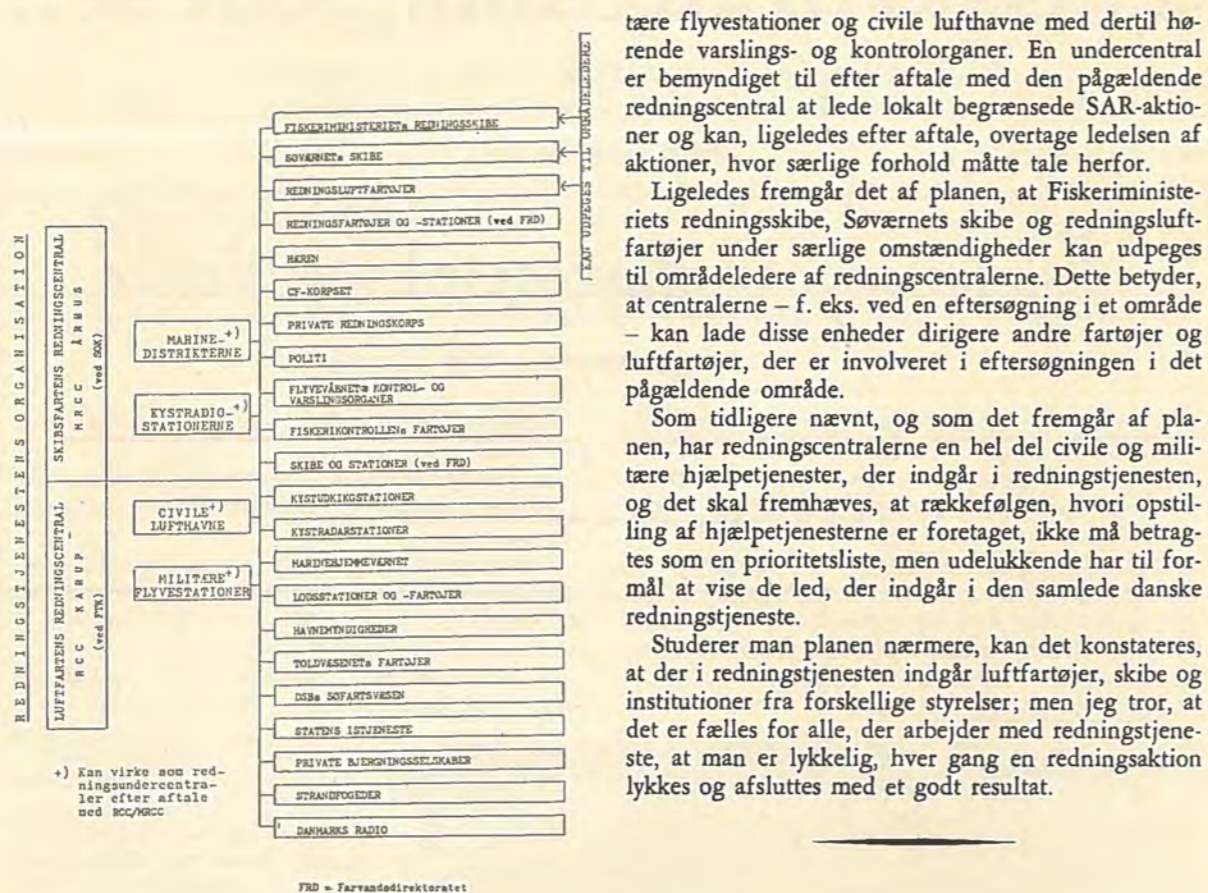 REDNINGSTJENESTENS ORGANISATION
SKIBSFARTENS REDNINGSCENTRAL
MRCC ÅRHUS
(ved SOK)
LUFTFARTENS REDNINGSCENTRAL
RCC KARUP
(ved FTK)
MARINE-+)
DISTRIKTERNE
KYSTRADIO-+)
STATIONERNE
CIVILE+)
LUFTHAVNE
MILITÆRE+)
FLYVESTATIONER
+) Kan virke som red-
ningsundercentra-
ler efter aftale
med RCC/MRCC
FISKERIMINISTERIETs REDNINGSSKIBE
SØVÆRNETs SKIBE
REDNINGSLUFTFARTØJER
REDNINGSFARTØJER OG -STATIONER (ved FRD)
HÆREN
CF-KORPSET
PRIVATE REDNINGSKORPS
POLITI
FLYVEVÅBNETs KONTROL- OG
VARSLINGSORGANER
FISKERIKONTROLLENs FARTØJER
SKIBE OG STATIONER (ved FRD)
KYSTUDKIGSTATIONER
KYSTRADARSTATIONER
MARINEHJEMMEVÆRNET
LODSSTATIONER OG -FARTØJER
HAVNEMYNDIGHEDER
TOLDVÆSENETs FARTØJER
DSBs SØFARTSVÆSEN
STATENS ISTJENESTE
PRIVATE BJERGNINGSSELSKABER
STRANDFOGEDER
DANMARKS RADIO
KAN UDPEGES TIL OMRÅDELEDERE
FRD = Farvandsdirektoratet
tære flyvestationer og civile lufthavne med dertil hø-
rende varslings- og kontrolorganer. En undercentral
er bemyndiget til efter aftale med den pågældende
redningscentral at lede lokalt begrænsede SAR-aktio-
ner og kan, ligeledes efter aftale, overtage ledelsen af
aktioner, hvor særlige forhold måtte tale herfor.
Ligeledes fremgår det af planen, at Fiskeriministe-
riets redningsskibe, Søværnets skibe og redningsluft-
fartøjer under særlige omstændigheder kan udpeges
til områdeledere af redningscentralerne. Dette betyder,
at centralerne – f. eks. ved en eftersøgning i et område
– kan lade disse enheder dirigere andre fartøjer og
luftfartøjer, der er involveret i eftersøgningen i det
pågældende område.
Som tidligere nævnt, og som det fremgår af pla-
nen, har redningscentralerne en hel del civile og mili-
tære hjælpetjenester, der indgår i redningstjenesten,
og det skal fremhæves, at rækkefølgen, hvori opstil-
ling af hjælpetjenesterne er foretaget, ikke må betrag-
tes som en prioritetsliste, men udelukkende har til for-
mål at vise de led, der indgår i den samlede danske
redningstjeneste.
Studerer man planen nærmere, kan det konstateres,
at der i redningstjenesten indgår luftfartøjer, skibe og
institutioner fra forskellige styrelser; men jeg tror, at
det er fælles for alle, der arbejder med redningstjene-
ste, at man er lykkelig, hver gang en redningsaktion
lykkes og afsluttes med et godt resultat.